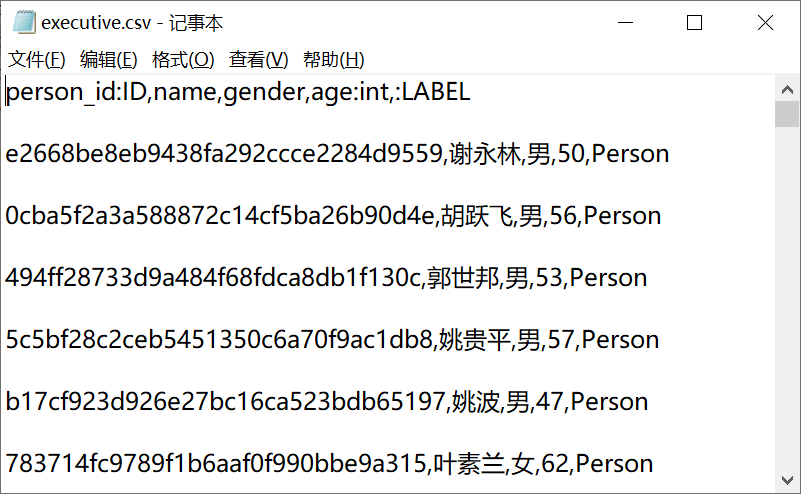 executive.csv - 记事本
文件(F) 编辑(E) 格式(O) 查看(V) 帮助(H)
person_id:ID,name,gender,age:int,:LABEL
e2668be8eb9438fa292ccce2284d9559,谢永林,男,50,Person
0cba5f2a3a588872c14cf5ba26b90d4e,胡跃飞,男,56,Person
494ff28733d9a484f68fdca8db1f130c,郭世邦,男,53,Person
5c5bf28c2ceb5451350c6a70f9ac1db8,姚贵平,男,57,Person
b17cf923d926e27bc16ca523bdb65197,姚波,男,47,Person
783714fc9789f1b6aaf0f990bbe9a315,叶素兰,女,62,Person